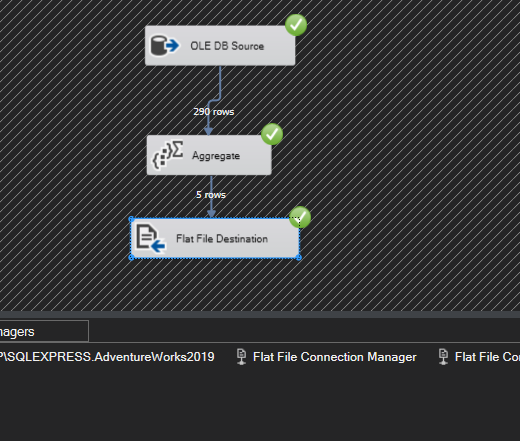 OLE DB Source
290 rows
Aggregate
5 rows
Flat File Destination
nagers
P\SQLEXPRESS.AdventureWorks2019 Flat File Connection Manager Flat File Co